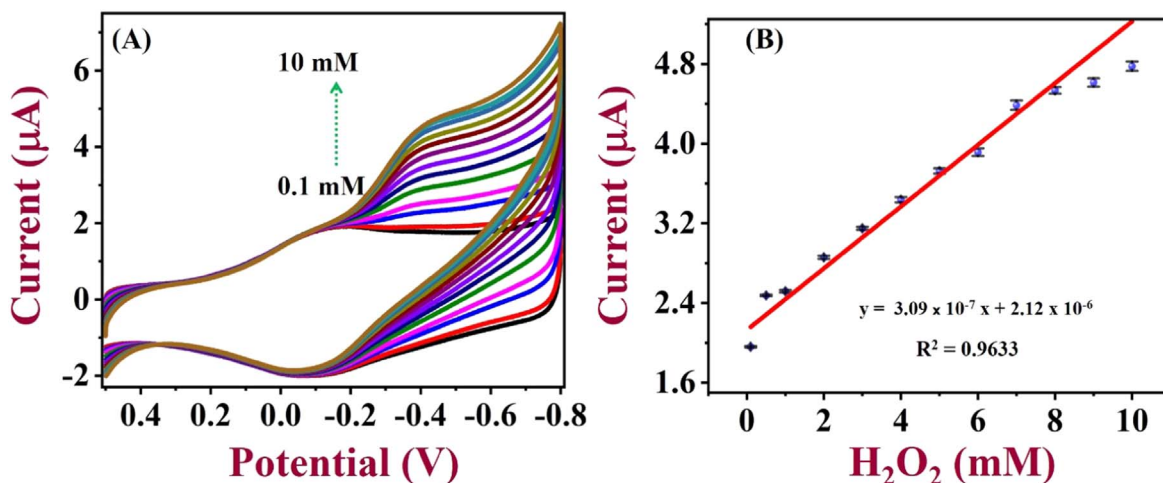 (A)
10 mM
0.1 mM
Current (µA)
6
4
2
0
-2
0.4 0.2 0.0 -0.2 -0.4 -0.6 -0.8
Potential (V)
(B)
Current (µA)
4.8
4.0
3.2
2.4
1.6
y = 3.09 × 10⁻⁷ x + 2.12 x 10⁻⁶
R² = 0.9633
0 2 4 6 8 10
H₂O₂ (mM)